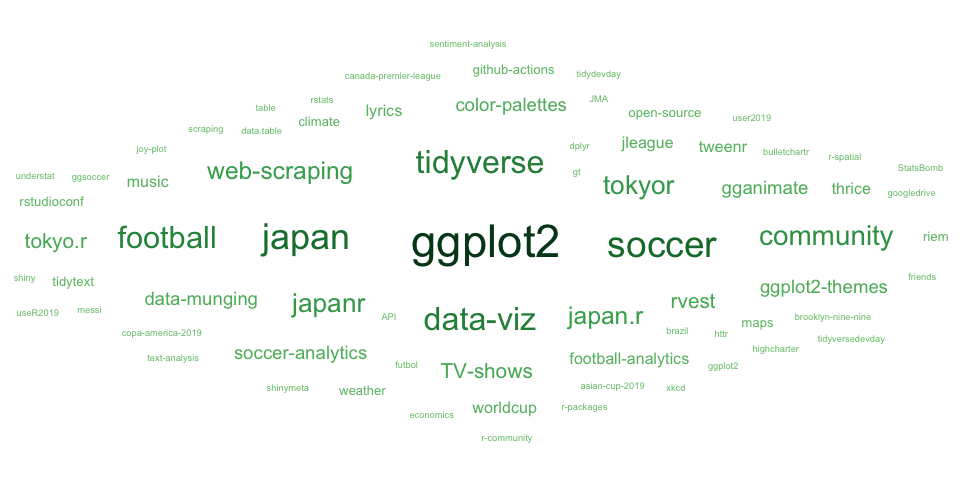 sentiment-analysis
canada-premier-league github-actions tidydevday
table rstats lyrics color-palettes JMA open-source
scraping data.table climate user2019
joy-plot web-scraping tidyverse dplyr jleague tweenr bulletchartr r-spatial
understat ggsoccer music gt tokyor gganimate thrice StatsBomb
rstudioconf googledrive
tokyo.r football japan ggplot2 soccer community riem
shiny tidytext friends
useR2019 messi data-munging japanr API data-viz japan.r rvest ggplot2-themes
copa-america-2019 brazil httr maps brooklyn-nine-nine
text-analysis soccer-analytics futbol TV-shows football-analytics ggplot2 highcharter tidyversedevday
shinymeta weather asian-cup-2019 xkcd
economics worldcup r-packages
r-community